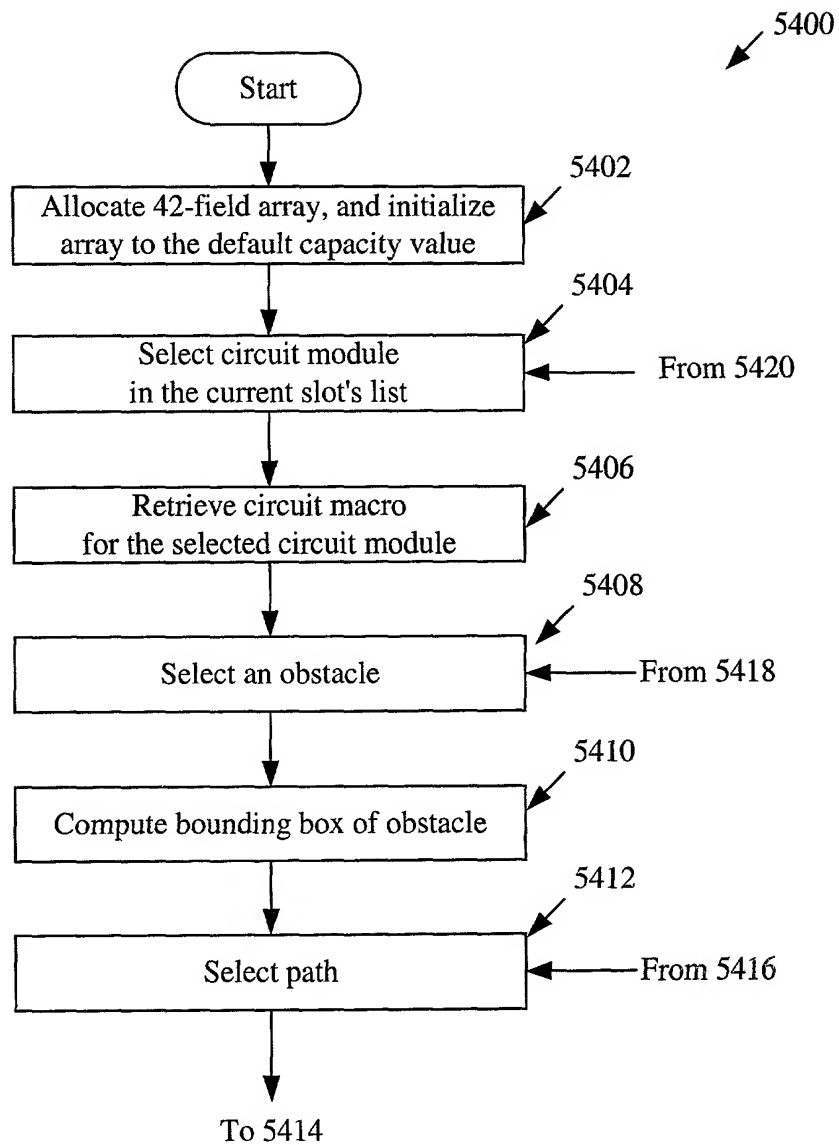 5400
Start
5402
Allocate 42-field array, and initialize
array to the default capacity value
5404
Select circuit module
in the current slot's list
From 5420
5406
Retrieve circuit macro
for the selected circuit module
5408
Select an obstacle
From 5418
5410
Compute bounding box of obstacle
5412
Select path
From 5416
To 5414